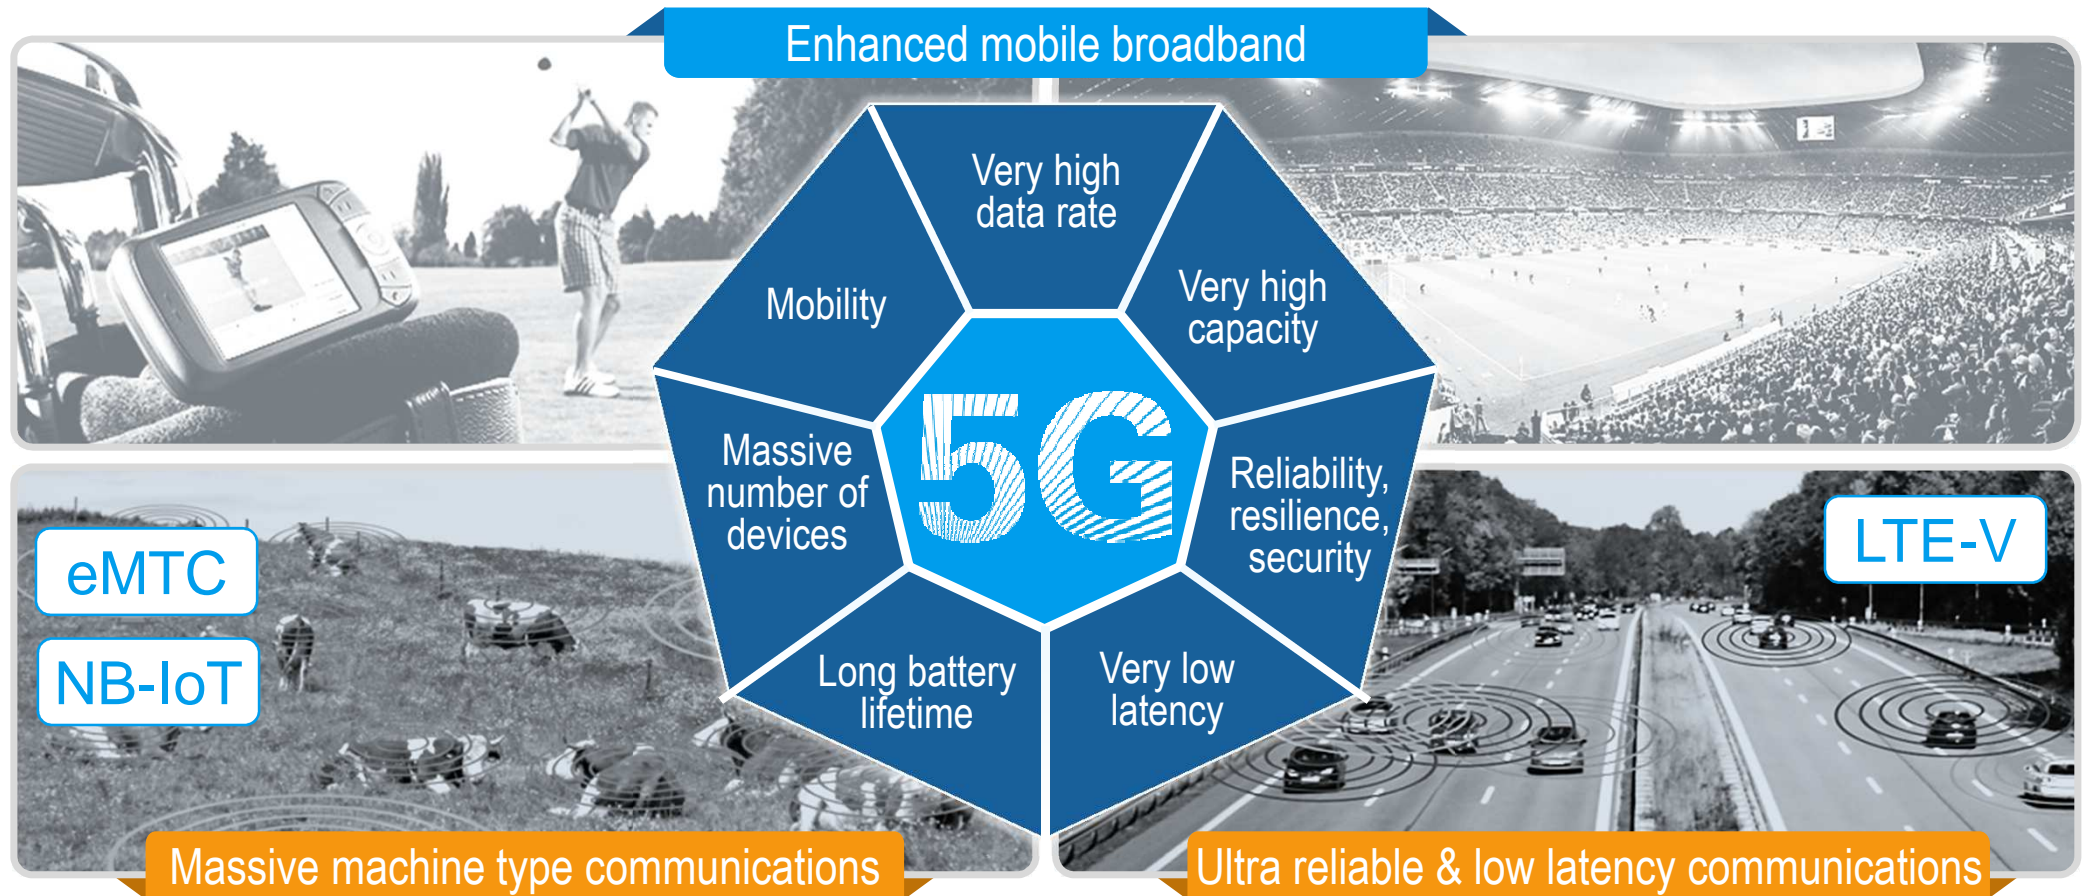 Enhanced mobile broadband
Very high
data rate
Mobility
Very high
capacity
5G
Massive
number of
devices
Reliability,
resilience,
security
Long battery
lifetime
Very low
latency
eMTC
NB-IoT
LTE-V
Massive machine type communications
Ultra reliable & low latency communications